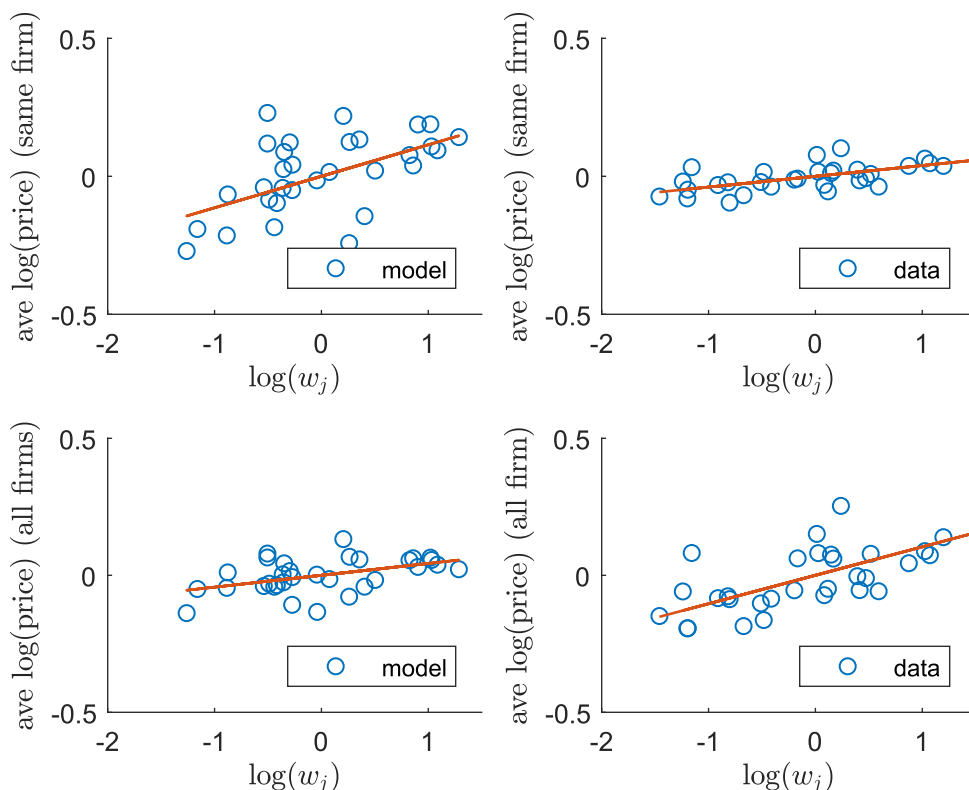 ave log(price) (same firm)
0.5
0
-0.5
-2
-1
0
1
log(w_j)
model
ave log(price) (same firm)
0.5
0
-0.5
-2
-1
0
1
log(w_j)
data
ave log(price) (all firms)
0.5
0
-0.5
-2
-1
0
1
log(w_j)
model
ave log(price) (all firm)
0.5
0
-0.5
-2
-1
0
1
log(w_j)
data